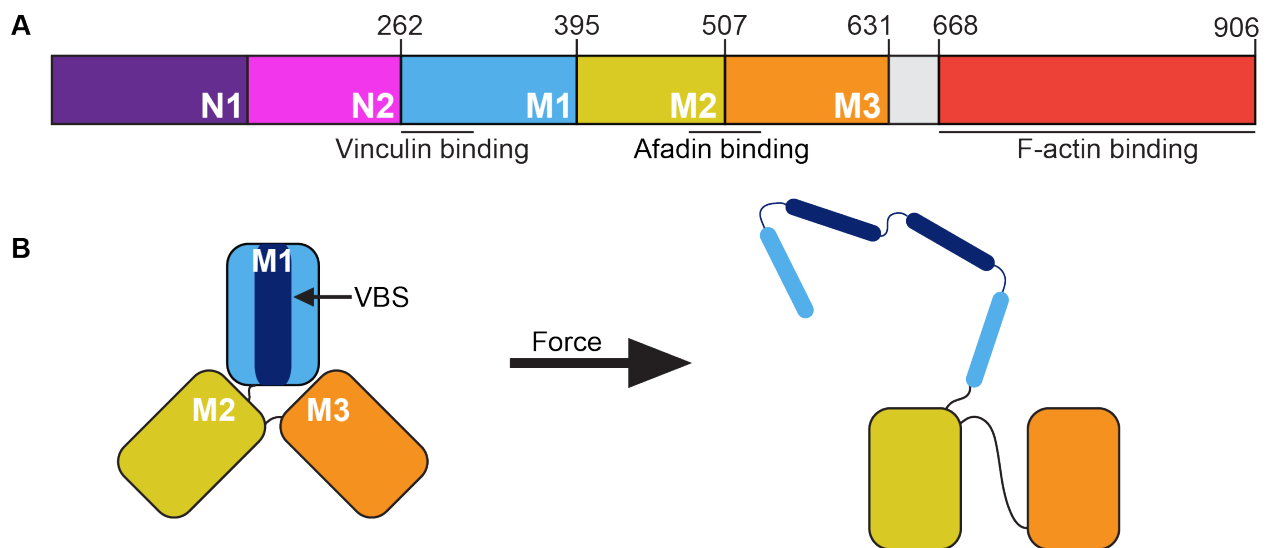 A
262 395 507 631 668 906
N1 N2 M1 M2 M3
Vinculin binding Afadin binding F-actin binding
B
M1
VBS
Force
M2 M3